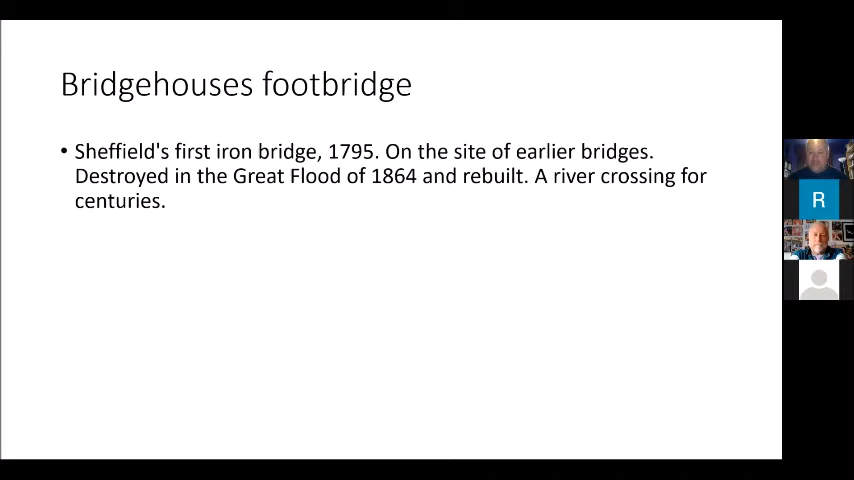 Bridgehouses footbridge
• Sheffield's first iron bridge, 1795. On the site of earlier bridges.
Destroyed in the Great Flood of 1864 and rebuilt. A river crossing for
centuries.
R